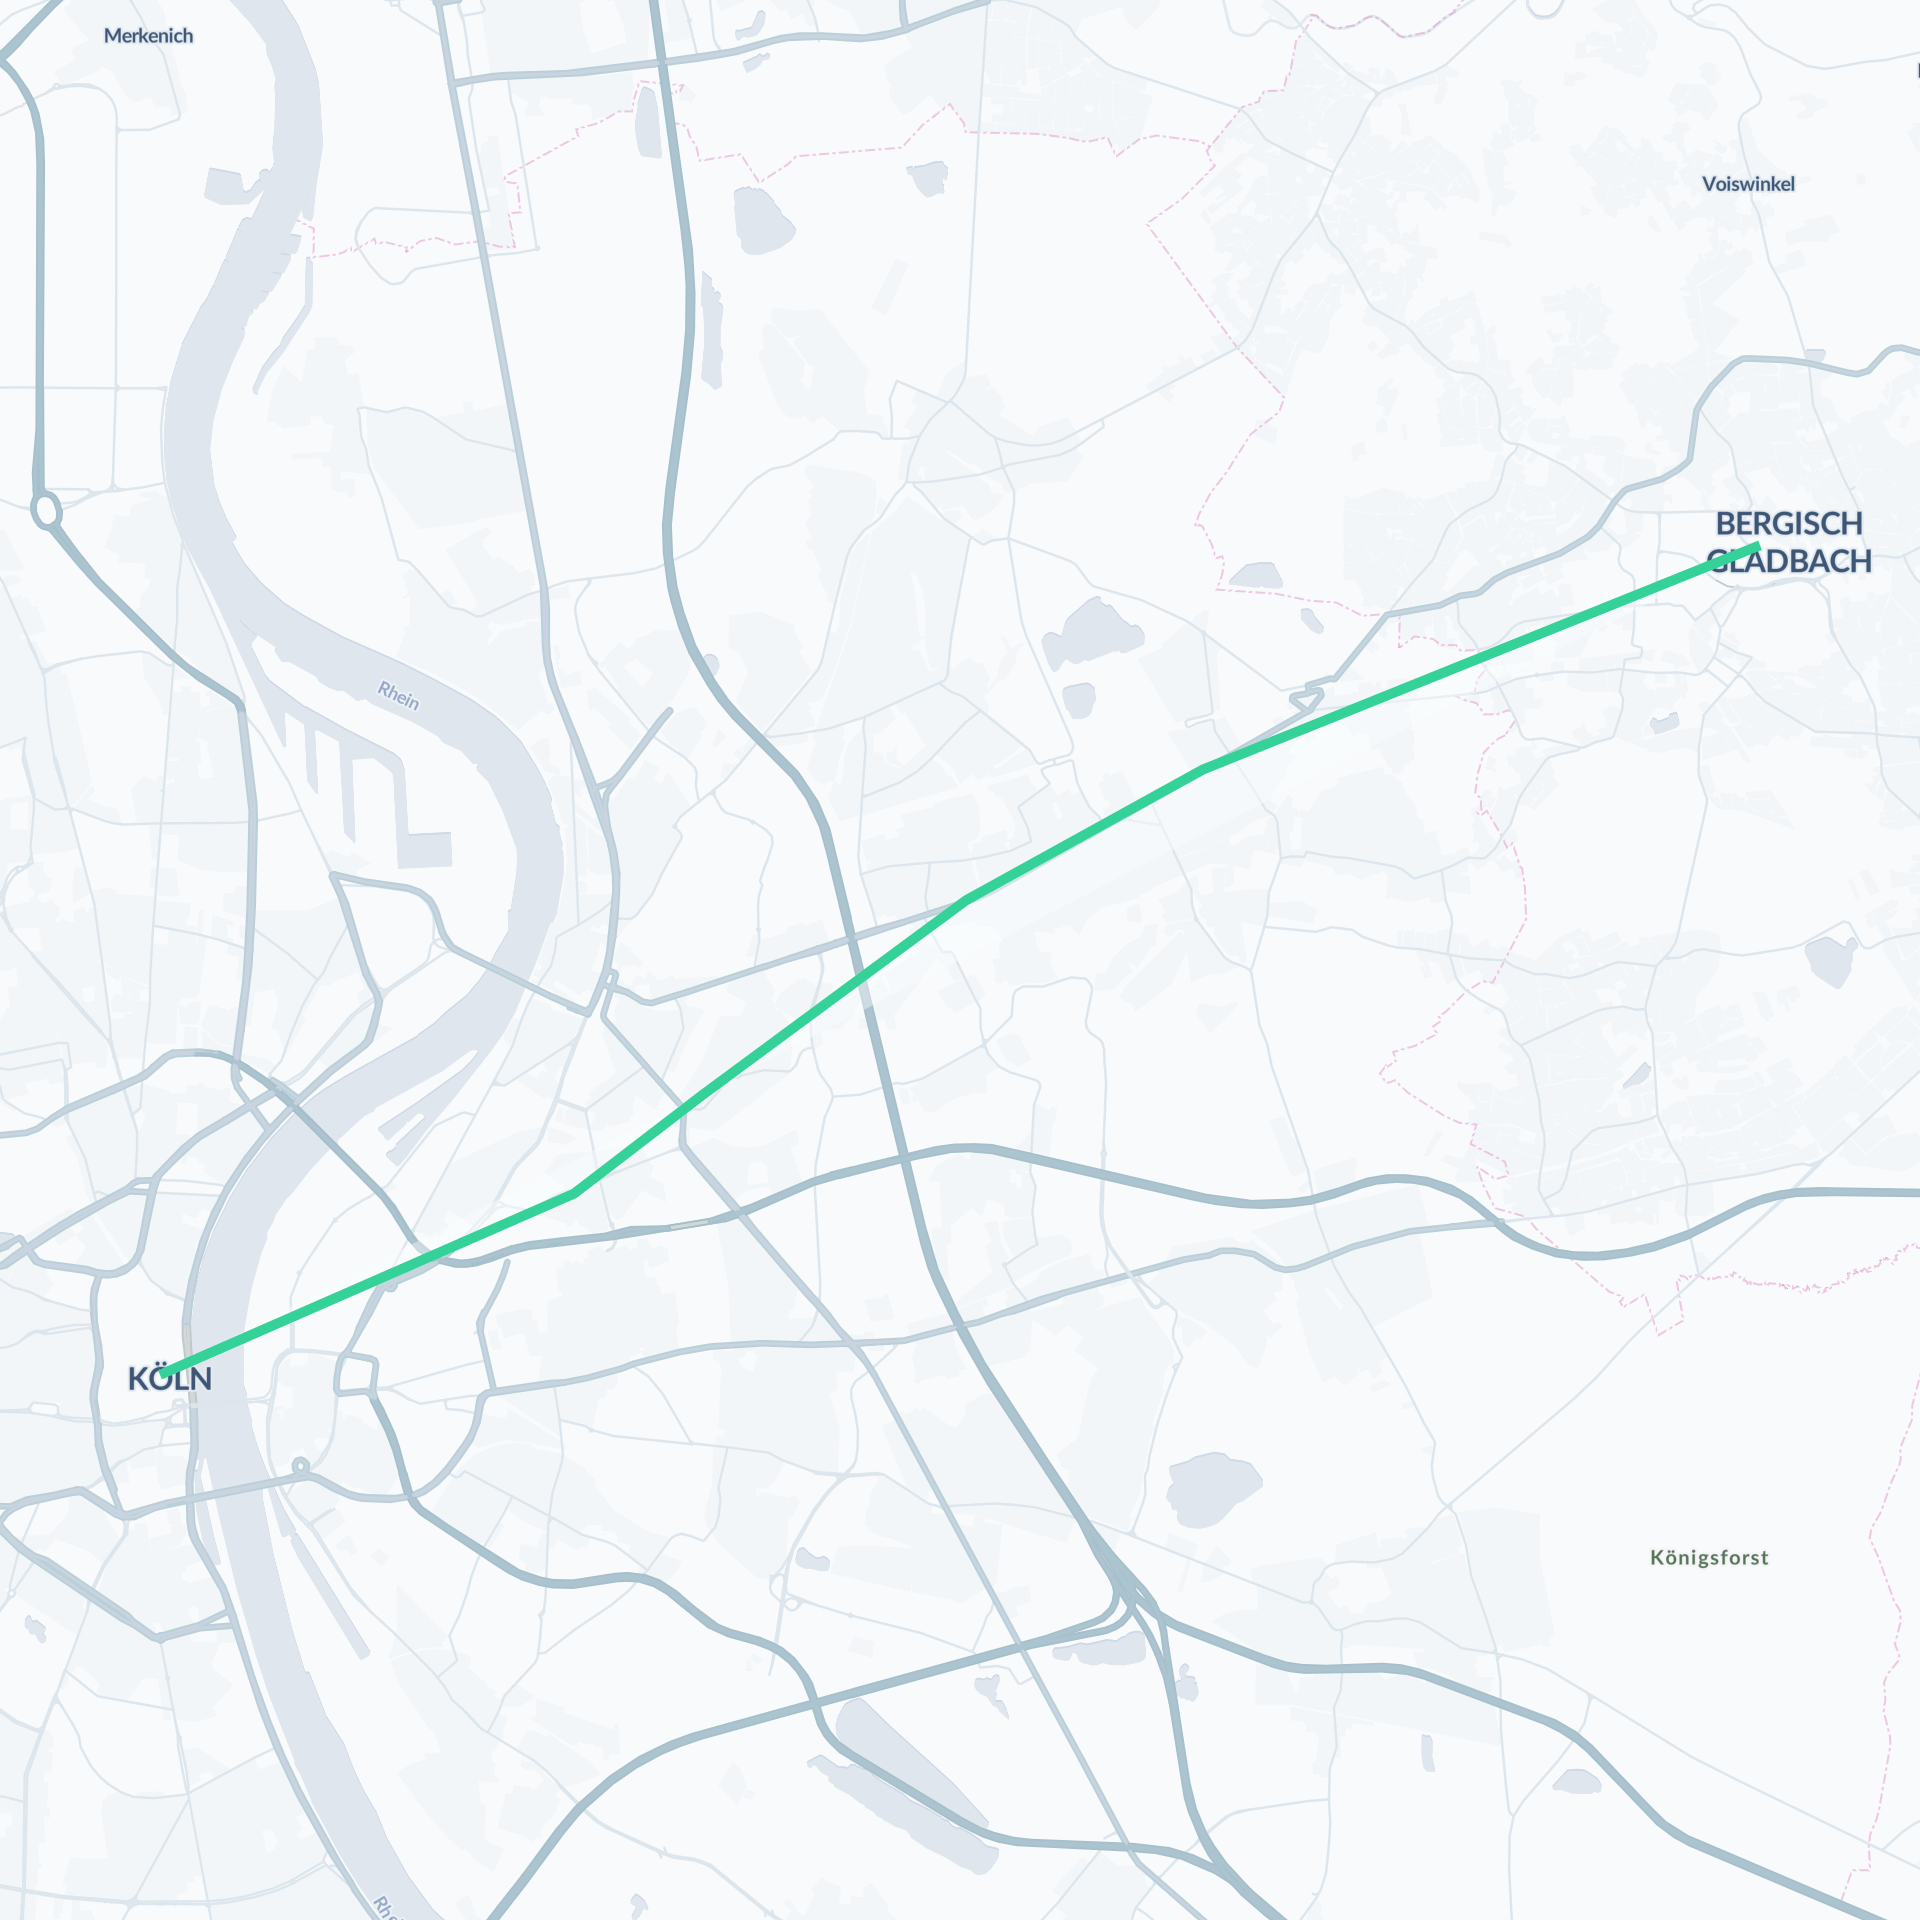 Merkenich
Voiswinkel
BERGISCH
GLADBACH
Rhein
KÖLN
Königsforst